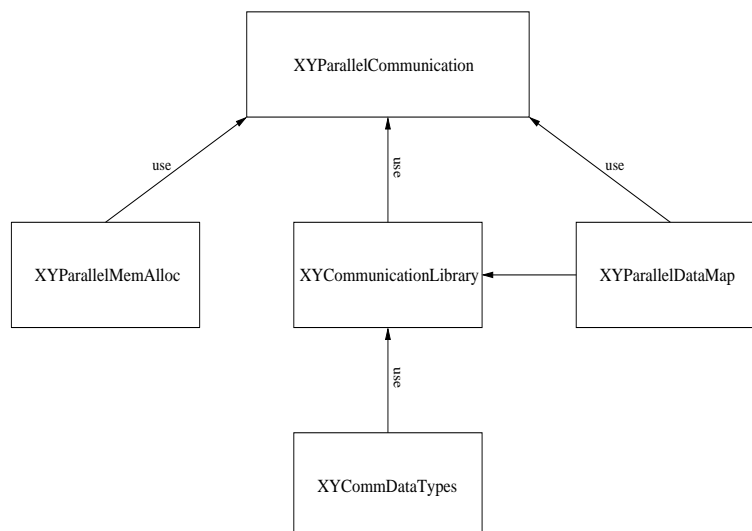 XYParallelCommunication
use
use
use
XYParallelMemAlloc
XYCommunicationLibrary
XYParallelDataMap
use
XYCommDataTypes